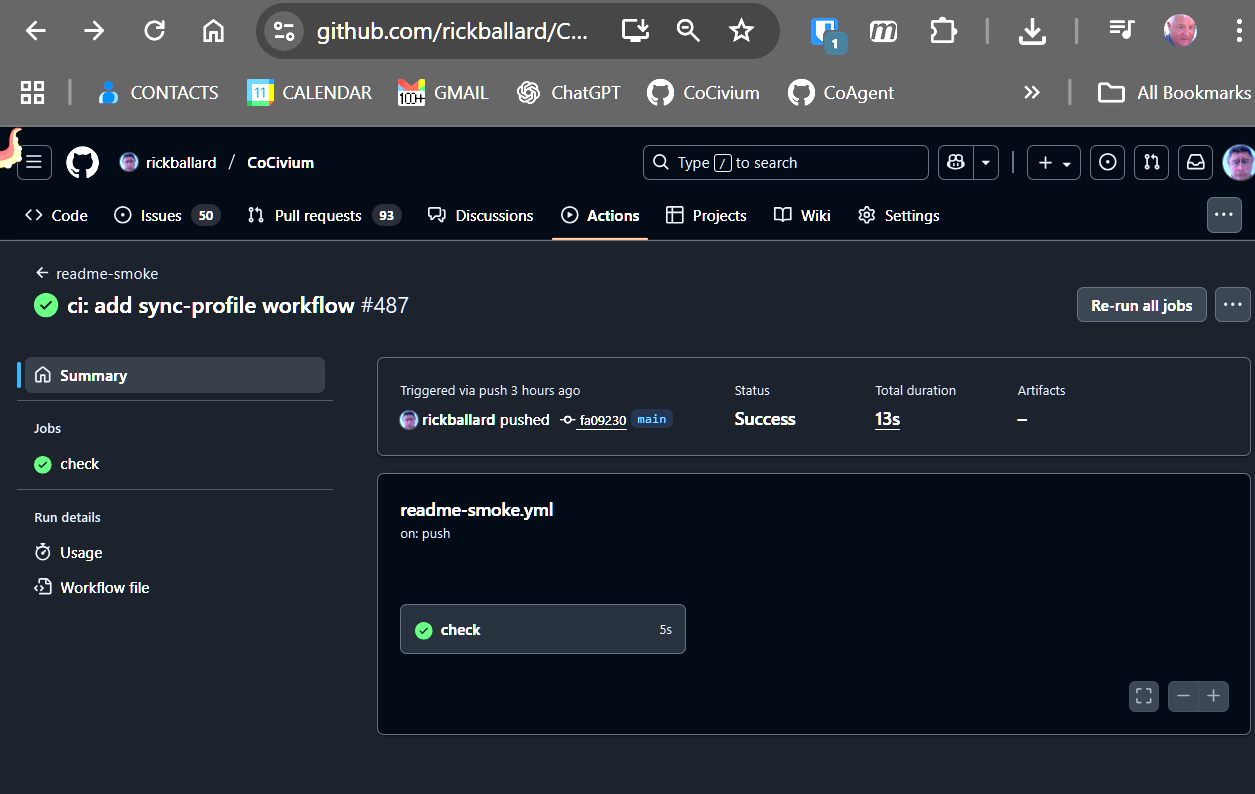 github.com/rickballard/C...
1
CONTACTS
11
CALENDAR
100+
GMAIL
ChatGPT
CoCivium
CoAgent
All Bookmarks
rickballard / CoCivium
Type / to search
Code
Issues 50
Pull requests 93
Discussions
Actions
Projects
Wiki
Settings
readme-smoke
ci: add sync-profile workflow #487
Re-run all jobs
Summary
Jobs
check
Run details
Usage
Workflow file
Triggered via push 3 hours ago
rickballard pushed fa09230 main
Status
Success
Total duration
13s
Artifacts
–
readme-smoke.yml
on: push
check 5s